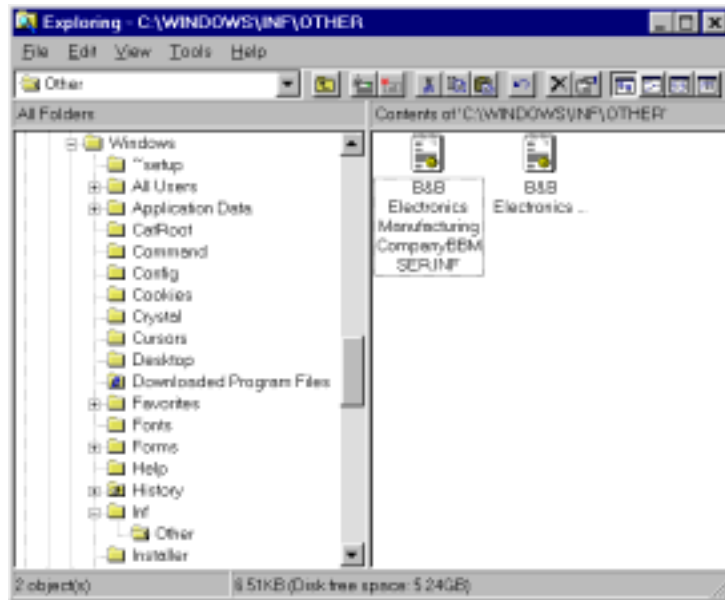 Exploring - C:\WINDOWS\INF\OTHER
File Edit View Tools Help
Other
All Folders
Contents of 'C:\WINDOWS\INF\OTHER'
Windows
~setup
All Users
Application Data
CatRoot
Command
Config
Cookies
Crystal
Cursors
Desktop
Downloaded Program Files
Favorites
Fonts
Forms
Help
History
Inf
Other
Installer
B&B
Electronics
Manufacturing
CompanyBBM
SER.INF
B&B
Electronics ...
2 object(s)
6.51KB (Disk free space: 5.24GB)